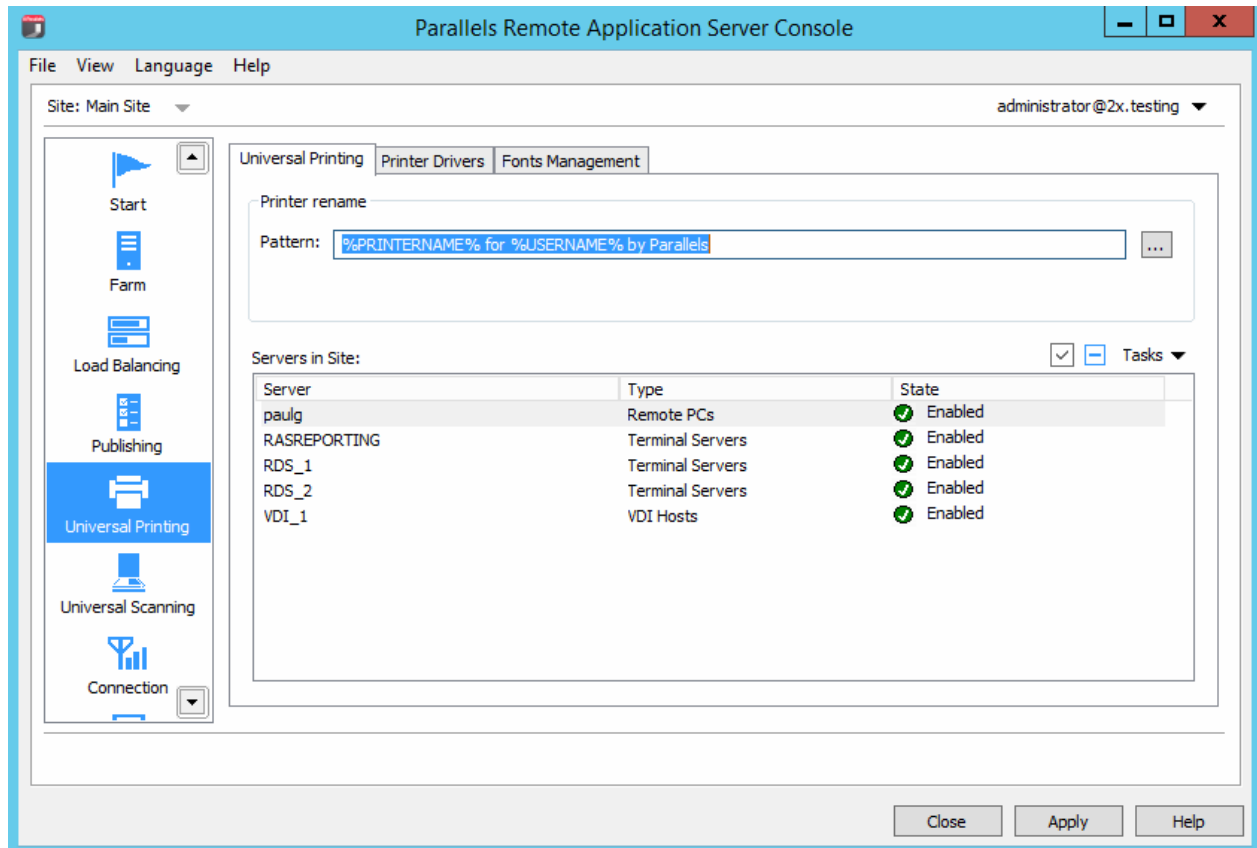 Parallels Remote Application Server Console
File View Language Help
Site: Main Site
administrator@2x.testing
Start
Farm
Load Balancing
Publishing
Universal Printing
Universal Scanning
Connection
Universal Printing Printer Drivers Fonts Management
Printer rename
Pattern: %PRINTERNAME% for %USERNAME% by Parallels ...
Servers in Site: Tasks
Server Type State
paulg Remote PCs Enabled
RASREPORTING Terminal Servers Enabled
RDS_1 Terminal Servers Enabled
RDS_2 Terminal Servers Enabled
VDI_1 VDI Hosts Enabled
Close Apply Help